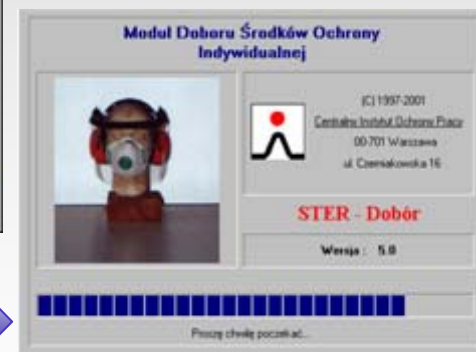 Moduł Doboru Środków Ochrony
Indywidualnej
(C) 1997-2001
Centralny Instytut Ochrony Pracy
00-701 Warszawa
ul. Czerniakowska 16
STER - Dobór
Wersja : 5.0
Proszę chwilę poczekać...